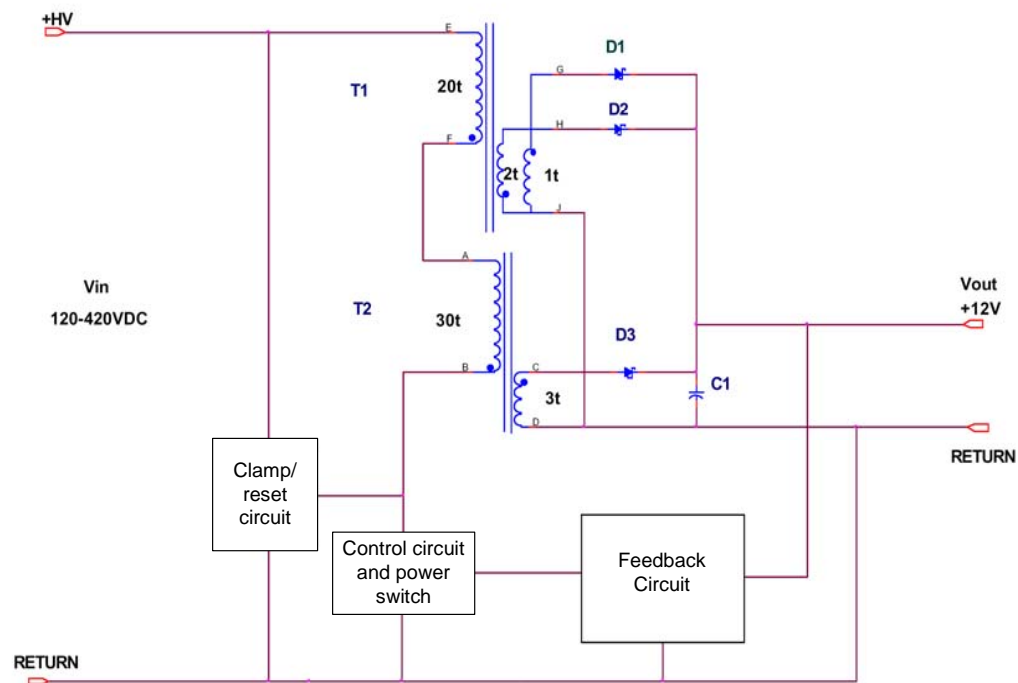 +HV
E
D1
G
T1
20t
D2
H
F
2t
1t
J
A
Vin
120-420VDC
T2
30t
Vout
+12V
D3
B
C
C1
3t
D
RETURN
Clamp/
reset
circuit
Control circuit
and power
switch
Feedback
Circuit
RETURN